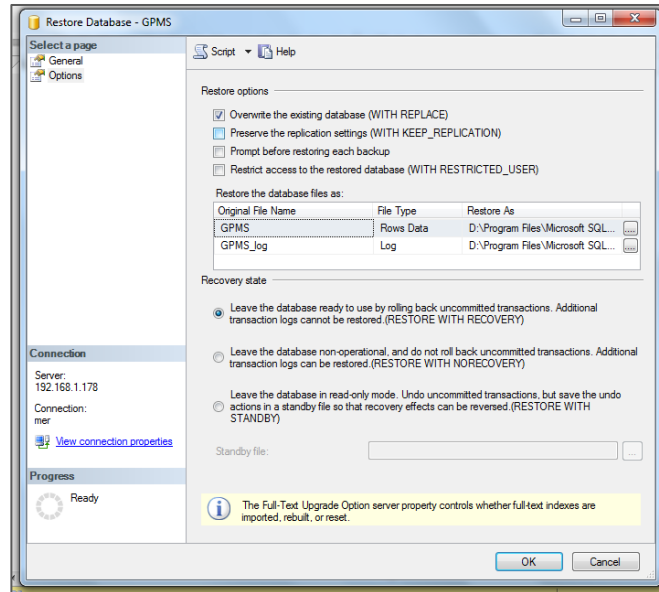 Restore Database - GPMS
Select a page
General
Options
Script
Help
Restore options
Overwrite the existing database (WITH REPLACE)
Preserve the replication settings (WITH KEEP_REPLICATION)
Prompt before restoring each backup
Restrict access to the restored database (WITH RESTRICTED_USER)
Restore the database files as:
Original File Name File Type Restore As
GPMS Rows Data D:\Program Files\Microsoft SQL... ...
GPMS_log Log D:\Program Files\Microsoft SQL... ...
Recovery state
Leave the database ready to use by rolling back uncommitted transactions. Additional
transaction logs cannot be restored.(RESTORE WITH RECOVERY)
Leave the database non-operational, and do not roll back uncommitted transactions. Additional
transaction logs can be restored.(RESTORE WITH NORECOVERY)
Leave the database in read-only mode. Undo uncommitted transactions, but save the undo
actions in a standby file so that recovery effects can be reversed.(RESTORE WITH
STANDBY)
Standby file:
...
Connection
Server:
192.168.1.178
Connection:
mer
View connection properties
Progress
Ready
The Full-Text Upgrade Option server property controls whether full-text indexes are
imported, rebuilt, or reset.
OK
Cancel